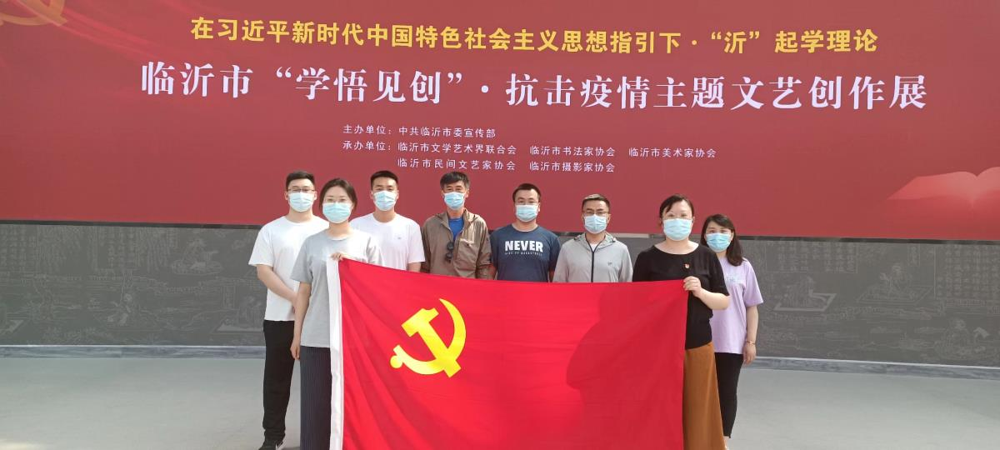 在习近平新时代中国特色社会主义思想指引下·“沂”起学理论
临沂市“学悟见创”·抗击疫情主题文艺创作展
主办单位：中共临沂市委宣传部
承办单位：临沂市文学艺术界联合会 临沂市书法家协会 临沂市美术家协会
临沂市民间文艺家协会 临沂市摄影家协会
NEVER